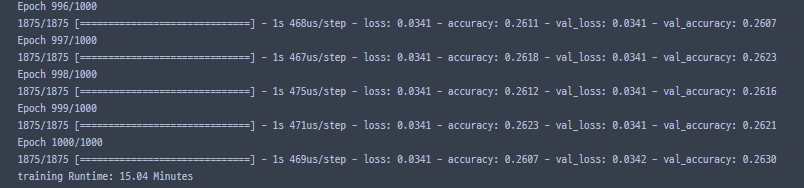 Epoch 996/1000
1875/1875 [==============================] - 1s 468us/step - loss: 0.0341 - accuracy: 0.2611 - val_loss: 0.0341 - val_accuracy: 0.2607
Epoch 997/1000
1875/1875 [==============================] - 1s 467us/step - loss: 0.0341 - accuracy: 0.2618 - val_loss: 0.0341 - val_accuracy: 0.2623
Epoch 998/1000
1875/1875 [==============================] - 1s 475us/step - loss: 0.0341 - accuracy: 0.2612 - val_loss: 0.0341 - val_accuracy: 0.2616
Epoch 999/1000
1875/1875 [==============================] - 1s 471us/step - loss: 0.0341 - accuracy: 0.2623 - val_loss: 0.0341 - val_accuracy: 0.2621
Epoch 1000/1000
1875/1875 [==============================] - 1s 469us/step - loss: 0.0341 - accuracy: 0.2607 - val_loss: 0.0342 - val_accuracy: 0.2630
training Runtime: 15.04 Minutes